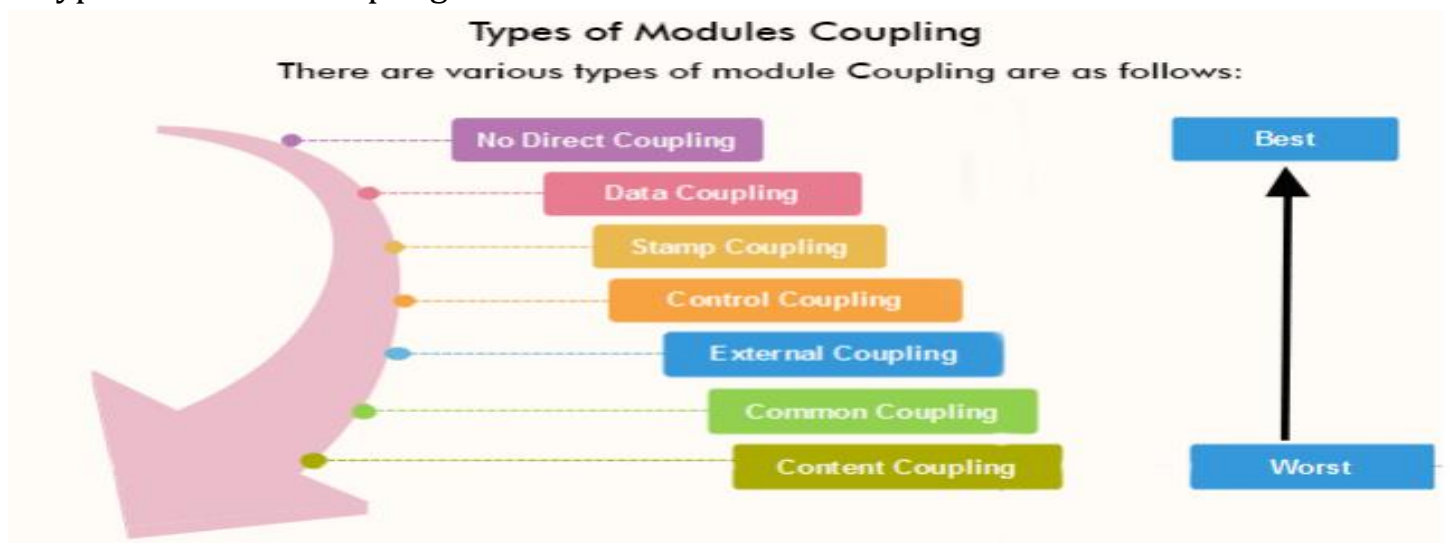 Types of Modules Coupling
There are various types of module Coupling are as follows:
No Direct Coupling
Best
Data Coupling
Stamp Coupling
Control Coupling
External Coupling
Common Coupling
Content Coupling
Worst